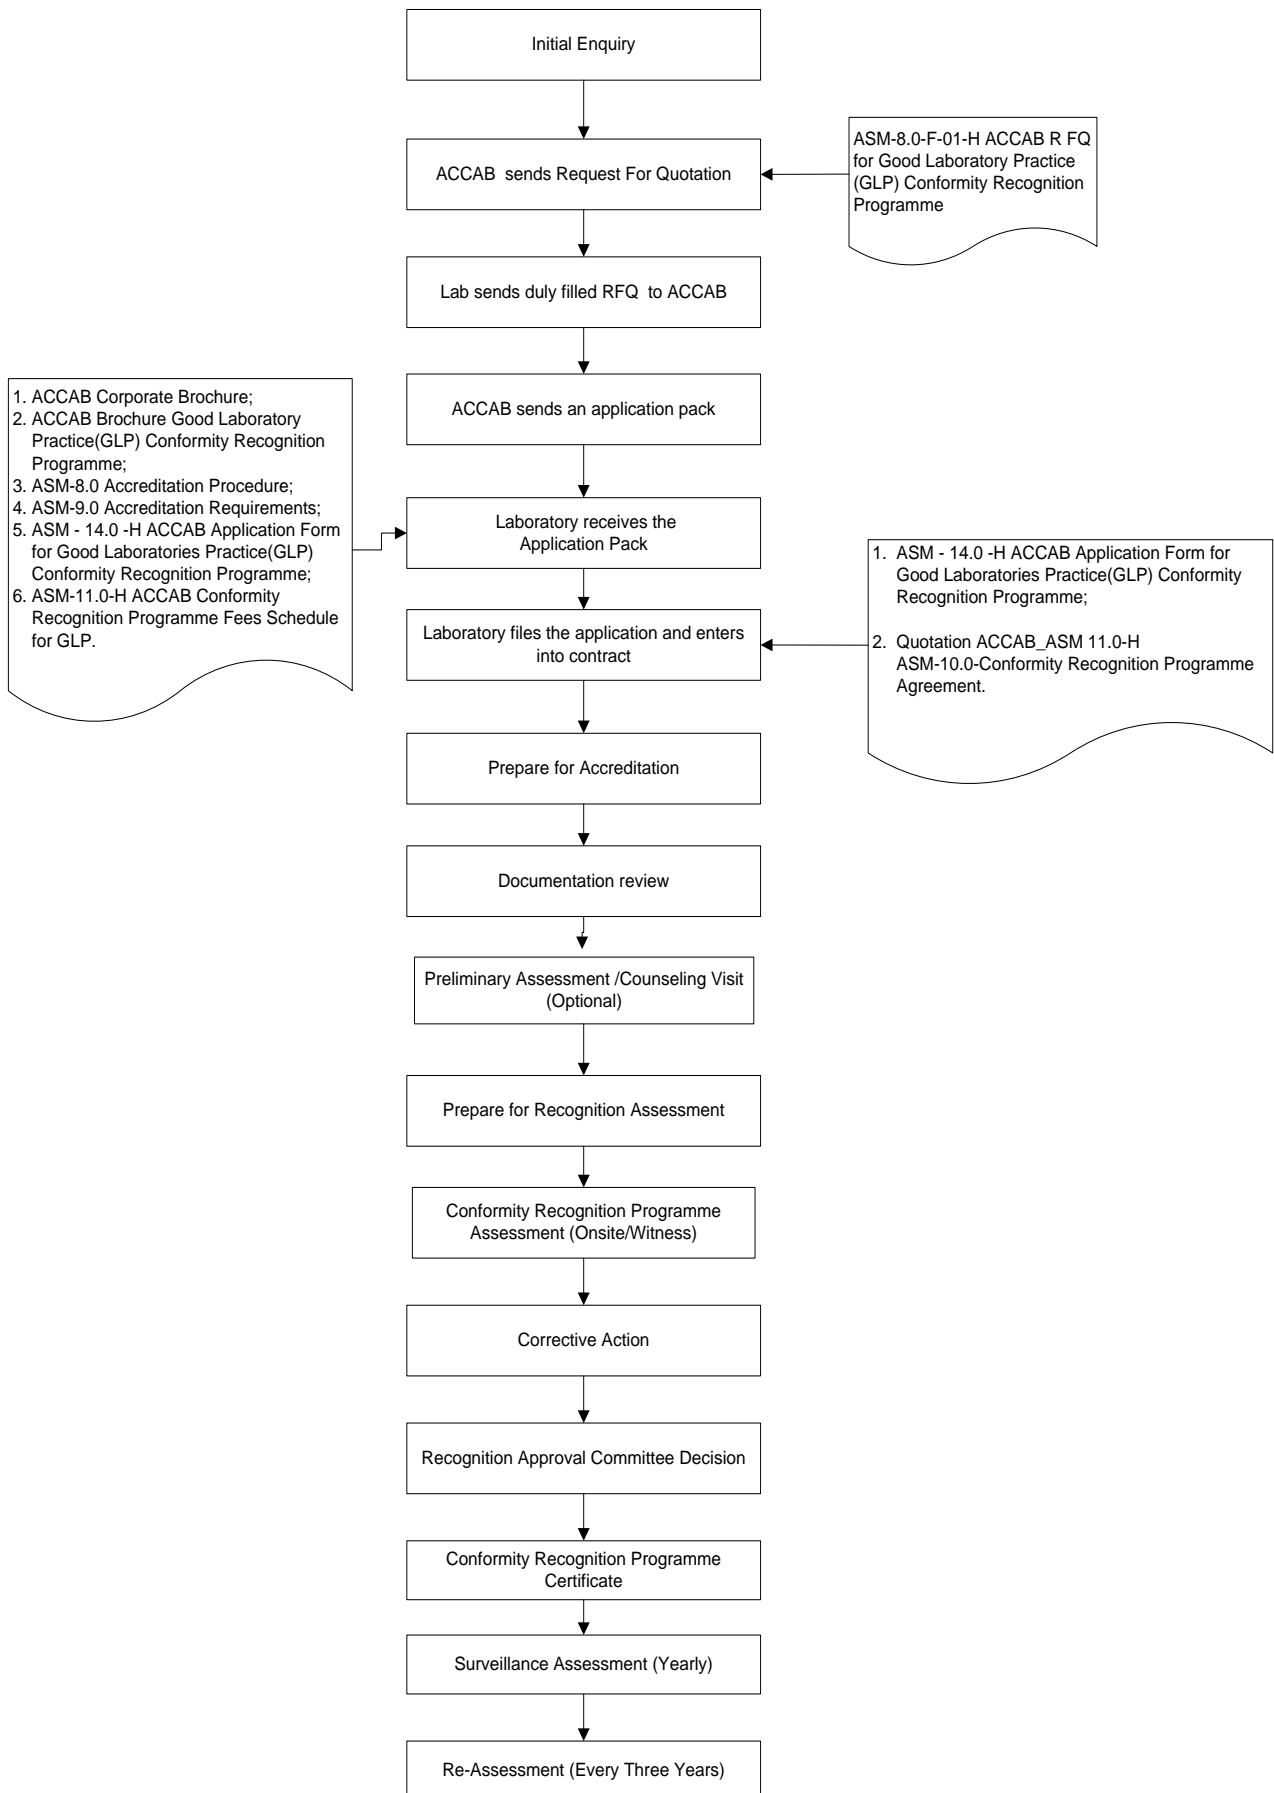 Initial Enquiry
ACCAB  sends Request For Quotation
ASM-8.0-F-01-H ACCAB R FQ
for Good Laboratory Practice
(GLP) Conformity Recognition
Programme
Lab sends duly filled RFQ  to ACCAB
ACCAB sends an application pack
1. ACCAB Corporate Brochure;
2. ACCAB Brochure Good Laboratory
Practice(GLP) Conformity Recognition
Programme;
3. ASM-8.0 Accreditation Procedure;
4. ASM-9.0 Accreditation Requirements;
5. ASM - 14.0 -H ACCAB Application Form
for Good Laboratories Practice(GLP)
Conformity Recognition Programme;
6. ASM-11.0-H ACCAB Conformity
Recognition Programme Fees Schedule
for GLP.
Laboratory receives the
Application Pack
Laboratory files the application and enters
into contract
1. ASM - 14.0 -H ACCAB Application Form for
Good Laboratories Practice(GLP) Conformity
Recognition Programme;
2. Quotation ACCAB_ASM 11.0-H
ASM-10.0-Conformity Recognition Programme
Agreement.
Prepare for Accreditation
Documentation review
Preliminary Assessment /Counseling Visit
(Optional)
Prepare for Recognition Assessment
Conformity Recognition Programme
Assessment (Onsite/Witness)
Corrective Action
Recognition Approval Committee Decision
Conformity Recognition Programme
Certificate
Surveillance Assessment (Yearly)
Re-Assessment (Every Three Years)